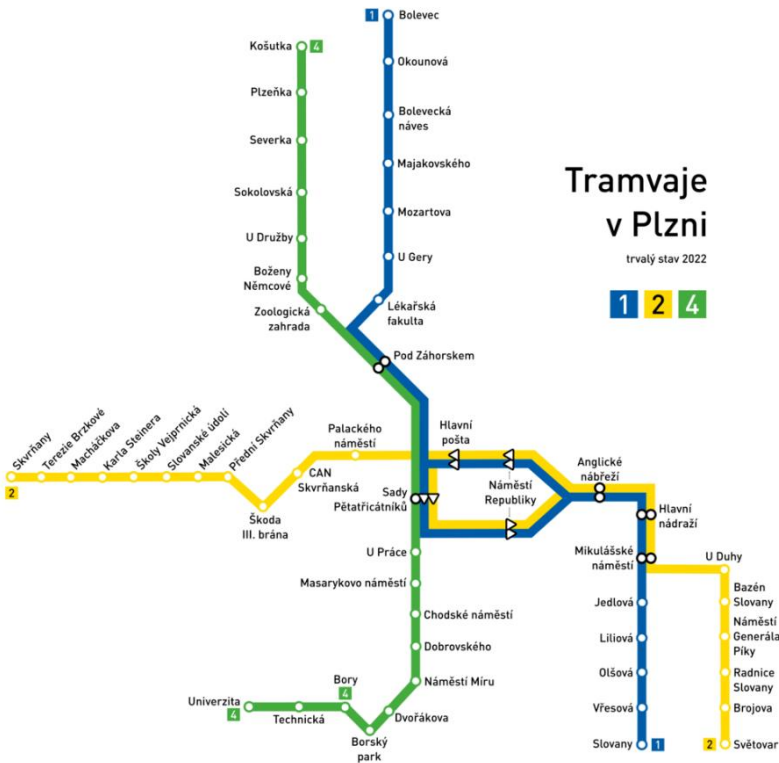 1
Bolevec
Košutka
4
Okounová
Plzeňka
Bolevecká
náves
Severka
Majakovského
Tramvaje
v Plzni
trvalý stav 2022
1 2 4
Sokolovská
Mozartova
U Družby
U Gery
Boženy
Němcové
Zoologická
zahrada
Lékařská
fakulta
Pod Záhorskem
Skvrňany
Terezie Brzkové
Macháčkova
Karla Steinera
Školy Vejprnická
Slovanské údolí
Malesická
Přední Skvrňany
2
Palackého
náměstí
Hlavní
pošta
CAN
Skvrňanská
Škoda
III. brána
Sady
Pětatřicátníků
Náměstí
Republiky
Anglické
nábřeží
Hlavní
nádraží
U Práce
Mikulášské
náměstí
U Duhy
Masarykovo náměstí
Bazén
Slovany
Jedlová
Chodské náměstí
Náměstí
Generála
Píky
Liliová
Dobrovského
Olšová
Radnice
Slovany
Náměstí Míru
Bory
4
Univerzita
4
Technická
Dvořákova
Borský
park
Vřesová
Brojova
Slovany
1
2
Světovar